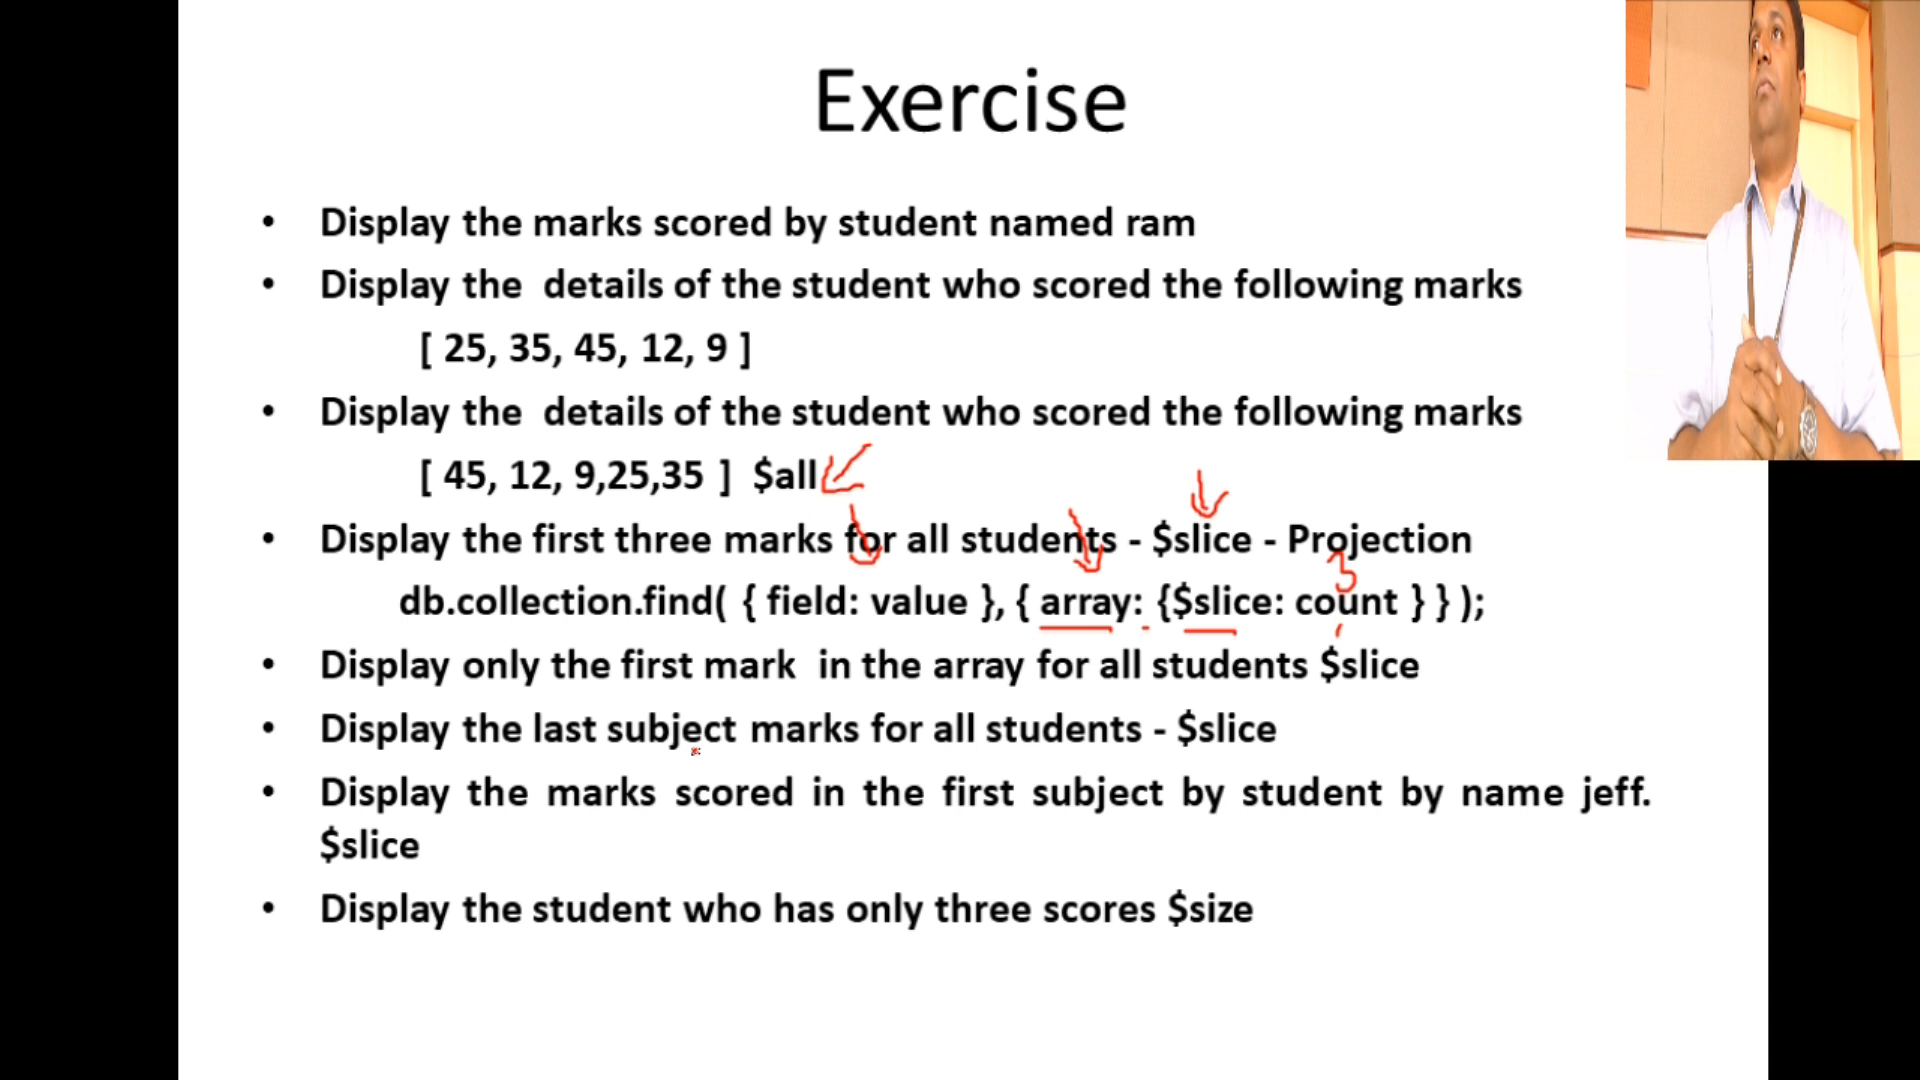 Exercise
• Display the marks scored by student named ram
• Display the details of the student who scored the following marks
[ 25, 35, 45, 12, 9 ]
• Display the details of the student who scored the following marks
[ 45, 12, 9,25,35 ] $all
• Display the first three marks for all students - $slice - Projection
3
db.collection.find( { field: value }, { array: {$slice: count } } );
• Display only the first mark in the array for all students $slice
• Display the last subject marks for all students - $slice
• Display the marks scored in the first subject by student by name jeff.
$slice
• Display the student who has only three scores $size